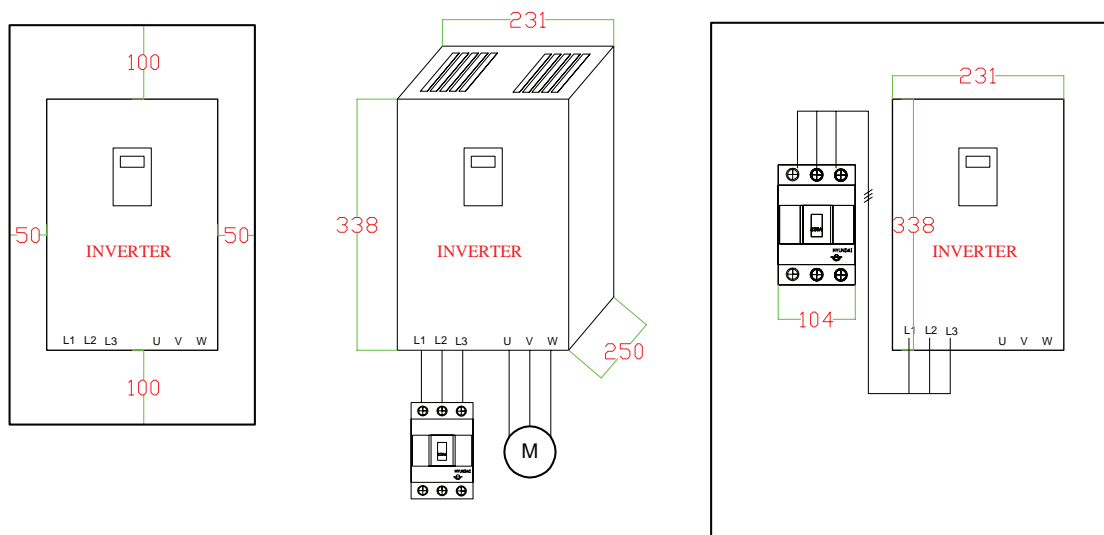 100
50
50
INVERTER
L1 L2 L3 U V W
100
231
338
INVERTER
L1 L2 L3 U V W
250
HYUNDAI
M
231
338
INVERTER
HYUNDAI
104
L1 L2 L3
U V W